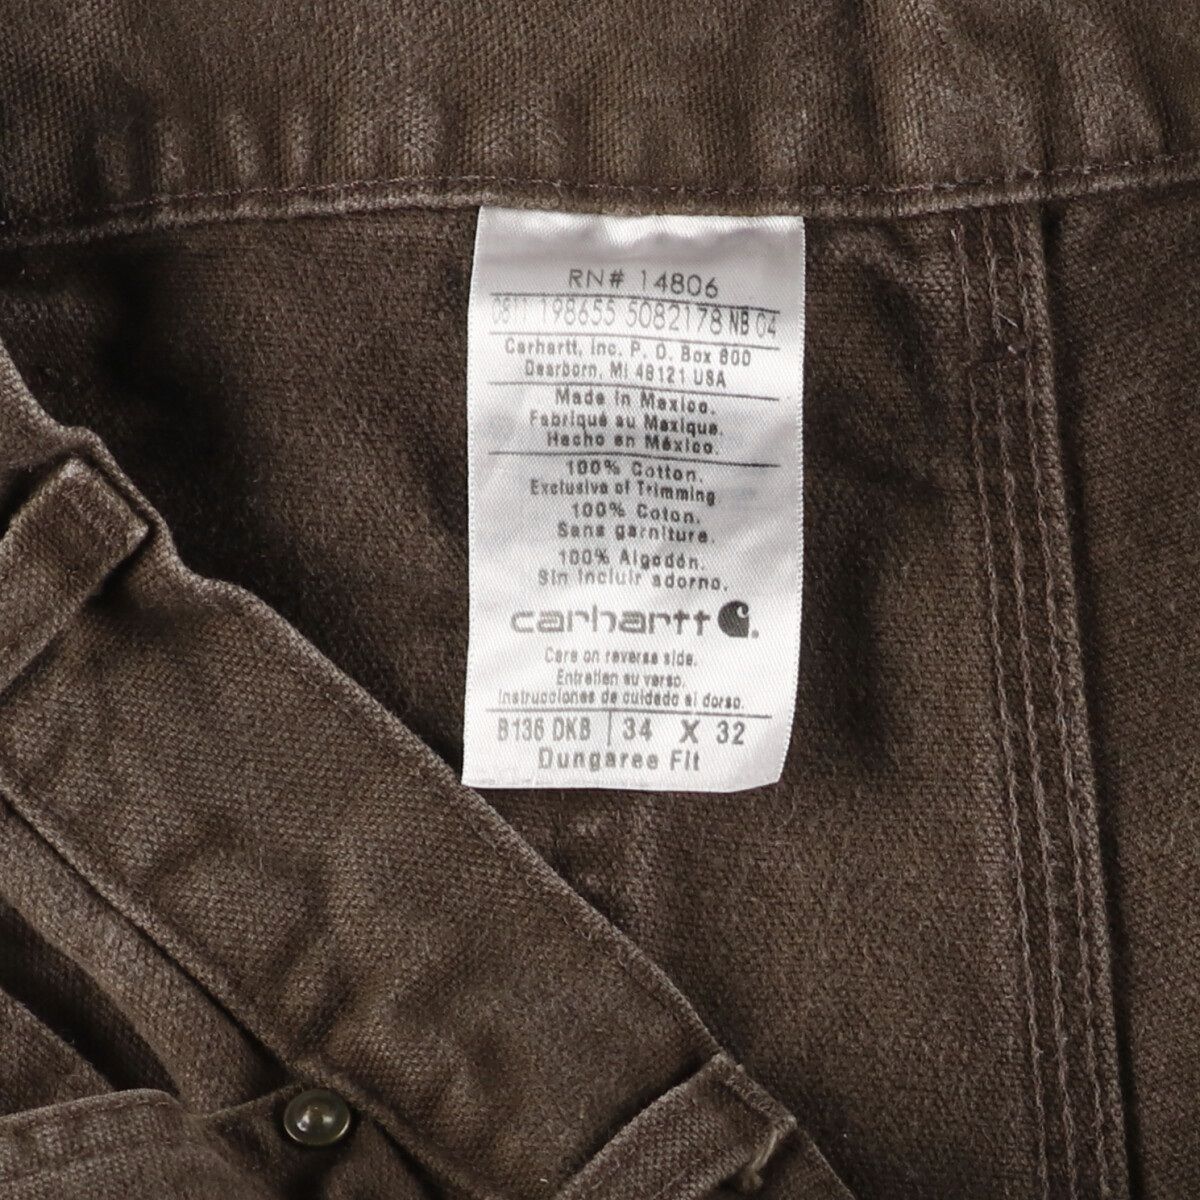 RN# 14806
0811 198655 5082178 NB 04
Carhartt, Inc. P. O. Box 600
Dearborn, MI 48121 USA
Made in Mexico.
Fabriqué au Mexique.
Hecho en México.
100% Cotton.
Exclusive of Trimming
100% Coton.
Sans garniture.
100% Algodón.
Sin incluir adorno.
carhartt
Care on reverse side.
Entretien au verso.
Instrucciones de cuidado al dorso.
B136 DKB | 34 X 32
Dungaree Fit